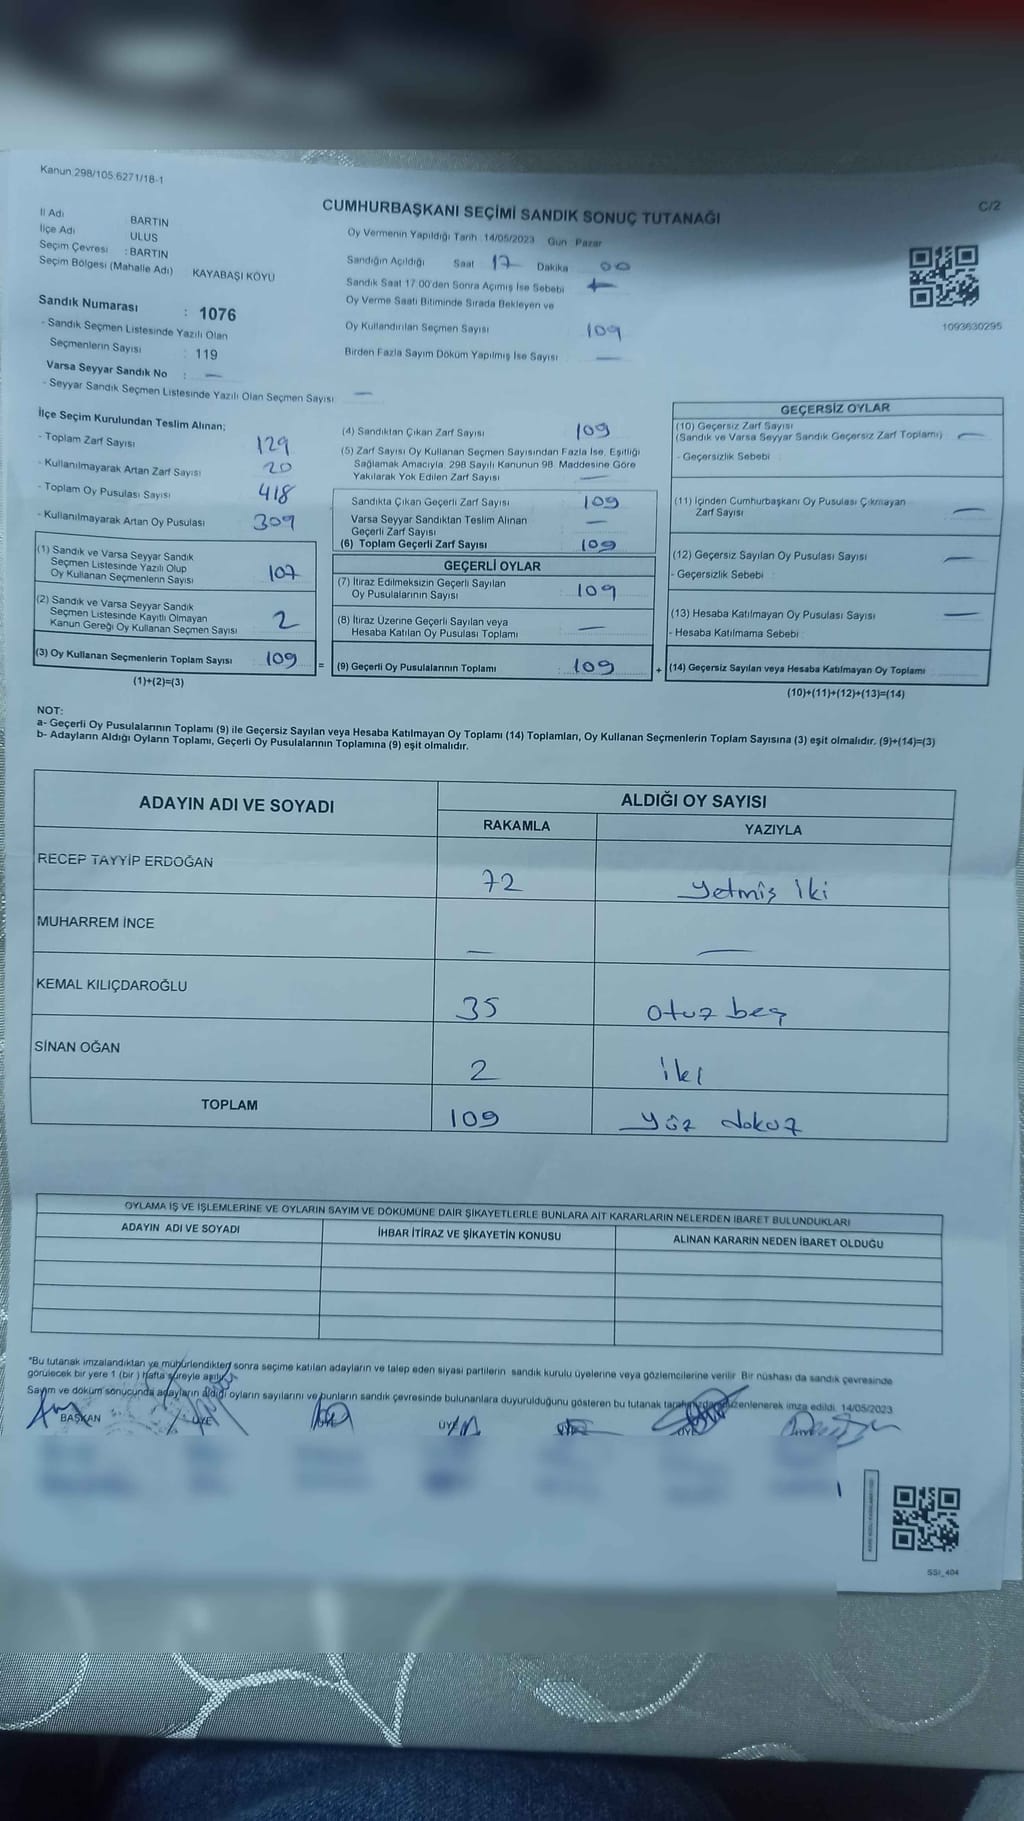 Kanun:298/105;6271/18-1
C/2
CUMHURBAŞKANI SEÇİMİ SANDIK SONUÇ TUTANAĞI
İl Adı BARTIN
İlçe Adı ULUS
Seçim Çevresi : BARTIN
Seçim Bölgesi (Mahalle Adı) KAYABAŞI KÖYÜ
Sandık Numarası : 1076
- Sandık Seçmen Listesinde Yazılı Olan
Seçmenlerin Sayısı 119
Varsa Seyyar Sandık No : —
- Seyyar Sandık Seçmen Listesinde Yazılı Olan Seçmen Sayısı —
Oy Vermenin Yapıldığı Tarih :14/05/2023 Gün : Pazar
Sandığın Açıldığı Saat 17 Dakika 00
Sandık Saat 17:00'den Sonra Açımış İse Sebebi —
Oy Verme Saati Bitiminde Sırada Bekleyen ve
Oy Kullandırılan Seçmen Sayısı 109
Birden Fazla Sayım Döküm Yapılmış İse Sayısı —
1093630295
İlçe Seçim Kurulundan Teslim Alınan;
- Toplam Zarf Sayısı 129
- Kullanılmayarak Artan Zarf Sayısı 20
- Toplam Oy Pusulası Sayısı 418
- Kullanılmayarak Artan Oy Pusulası 309
(1) Sandık ve Varsa Seyyar Sandık
Seçmen Listesinde Yazılı Olup
Oy Kullanan Seçmenlerin Sayısı 107
(2) Sandık ve Varsa Seyyar Sandık
Seçmen Listesinde Kayıtlı Olmayan
Kanun Gereği Oy Kullanan Seçmen Sayısı 2
(3) Oy Kullanan Seçmenlerin Toplam Sayısı 109 =
(1)+(2)=(3)
(4) Sandıktan Çıkan Zarf Sayısı 109
(5) Zarf Sayısı Oy Kullanan Seçmen Sayısından Fazla İse, Eşitliği
Sağlamak Amacıyla; 298 Sayılı Kanunun 98. Maddesine Göre
Yakılarak Yok Edilen Zarf Sayısı —
Sandıkta Çıkan Geçerli Zarf Sayısı 109
Varsa Seyyar Sandıktan Teslim Alınan
Geçerli Zarf Sayısı —
(6) Toplam Geçerli Zarf Sayısı 109
GEÇERLİ OYLAR
(7) İtiraz Edilmeksizin Geçerli Sayılan
Oy Pusulalarının Sayısı 109
(8) İtiraz Üzerine Geçerli Sayılan veya
Hesaba Katılan Oy Pusulası Toplamı —
(9) Geçerli Oy Pusulalarının Toplamı 109 +
GEÇERSİZ OYLAR
(10) Geçersiz Zarf Sayısı
(Sandık ve Varsa Seyyar Sandık Geçersiz Zarf Toplamı) —
- Geçersizlik Sebebi :
(11) İçinden Cumhurbaşkanı Oy Pusulası Çıkmayan
Zarf Sayısı —
(12) Geçersiz Sayılan Oy Pusulası Sayısı —
- Geçersizlik Sebebi :
(13) Hesaba Katılmayan Oy Pusulası Sayısı —
- Hesaba Katılmama Sebebi :
(14) Geçersiz Sayılan veya Hesaba Katılmayan Oy Toplamı
(10)+(11)+(12)+(13)=(14)
NOT:
a- Geçerli Oy Pusulalarının Toplamı (9) ile Geçersiz Sayılan veya Hesaba Katılmayan Oy Toplamı (14) Toplamları, Oy Kullanan Seçmenlerin Toplam Sayısına (3) eşit olmalıdır. (9)+(14)=(3)
b- Adayların Aldığı Oyların Toplamı, Geçerli Oy Pusulalarının Toplamına (9) eşit olmalıdır.
ADAYIN ADI VE SOYADI ALDIĞI OY SAYISI
RAKAMLA YAZIYLA
RECEP TAYYİP ERDOĞAN 72 yetmiş iki
MUHARREM İNCE — —
KEMAL KILIÇDAROĞLU 35 otuz beş
SİNAN OĞAN 2 iki
TOPLAM 109 yüz dokuz
OYLAMA İŞ VE İŞLEMLERİNE VE OYLARIN SAYIM VE DÖKÜMÜNE DAİR ŞİKAYETLERLE BUNLARA AİT KARARLARIN NELERDEN İBARET BULUNDUKLARI
ADAYIN ADI VE SOYADI İHBAR İTİRAZ VE ŞİKAYETİN KONUSU ALINAN KARARIN NEDEN İBARET OLDUĞU
*Bu tutanak imzalandıktan ve mühürlendikten sonra seçime katılan adayların ve talep eden siyasi partilerin sandık kurulu üyelerine veya gözlemcilerine verilir. Bir nüshası da sandık çevresinde
görülecek bir yere 1 (bir ) hafta süreyle asılır.
Sayım ve döküm sonucunda adayların aldığı oyların sayılarını ve bunların sandık çevresinde bulunanlara duyurulduğunu gösteren bu tutanak tarafımızdan düzenlenerek imza edildi. 14/05/2023
BAŞKAN ÜYE ÜYE ÜYE ÜYE
SSI_404